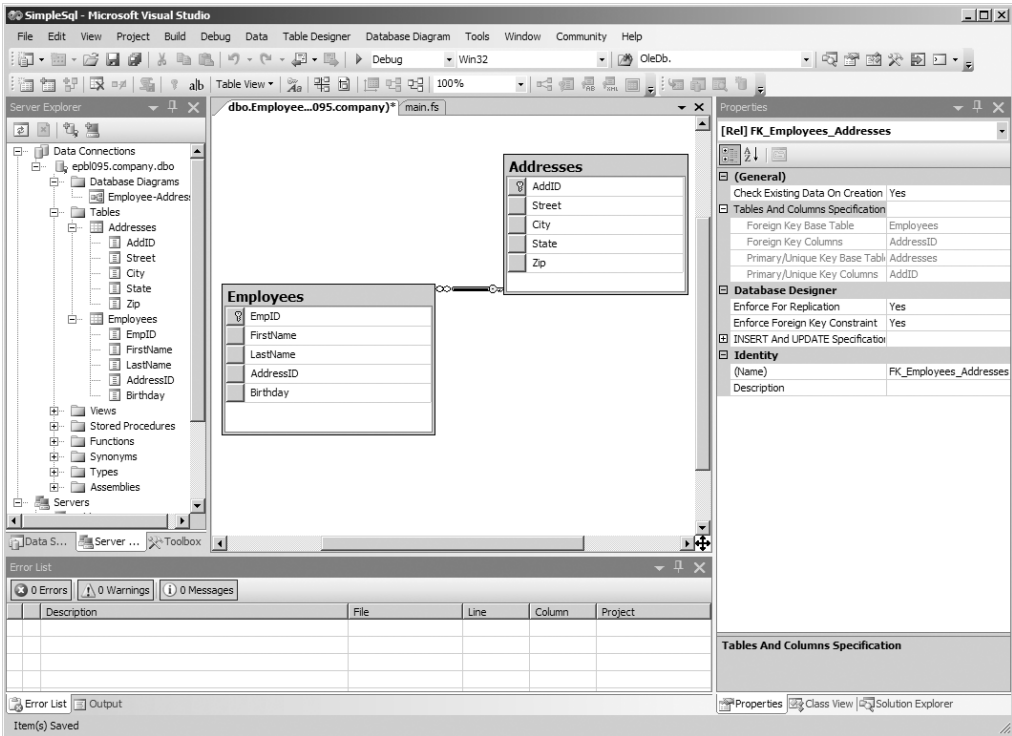 SimpleSql - Microsoft Visual Studio
File Edit View Project Build Debug Data Table Designer Database Diagram Tools Window Community Help
Debug Win32 OleDb.
ab Table View 100%
Server Explorer
Data Connections
epbl095.company.dbo
Database Diagrams
Employee-Addres
Tables
Addresses
AddID
Street
City
State
Zip
Employees
EmpID
FirstName
LastName
AddressID
Birthday
Views
Stored Procedures
Functions
Synonyms
Types
Assemblies
Servers
Data S... Server ... Toolbox
dbo.Employee...095.company)* main.fs
Addresses
AddID
Street
City
State
Zip
Employees
EmpID
FirstName
LastName
AddressID
Birthday
Properties
[Rel] FK_Employees_Addresses
(General)
Check Existing Data On Creation Yes
Tables And Columns Specification
Foreign Key Base Table Employees
Foreign Key Columns AddressID
Primary/Unique Key Base Tabl Addresses
Primary/Unique Key Columns AddID
Database Designer
Enforce For Replication Yes
Enforce Foreign Key Constraint Yes
INSERT And UPDATE Specification
Identity
(Name) FK_Employees_Addresses
Description
Tables And Columns Specification
Properties Class View Solution Explorer
Error List
0 Errors 0 Warnings 0 Messages
Description File Line Column Project
Error List Output
Item(s) Saved